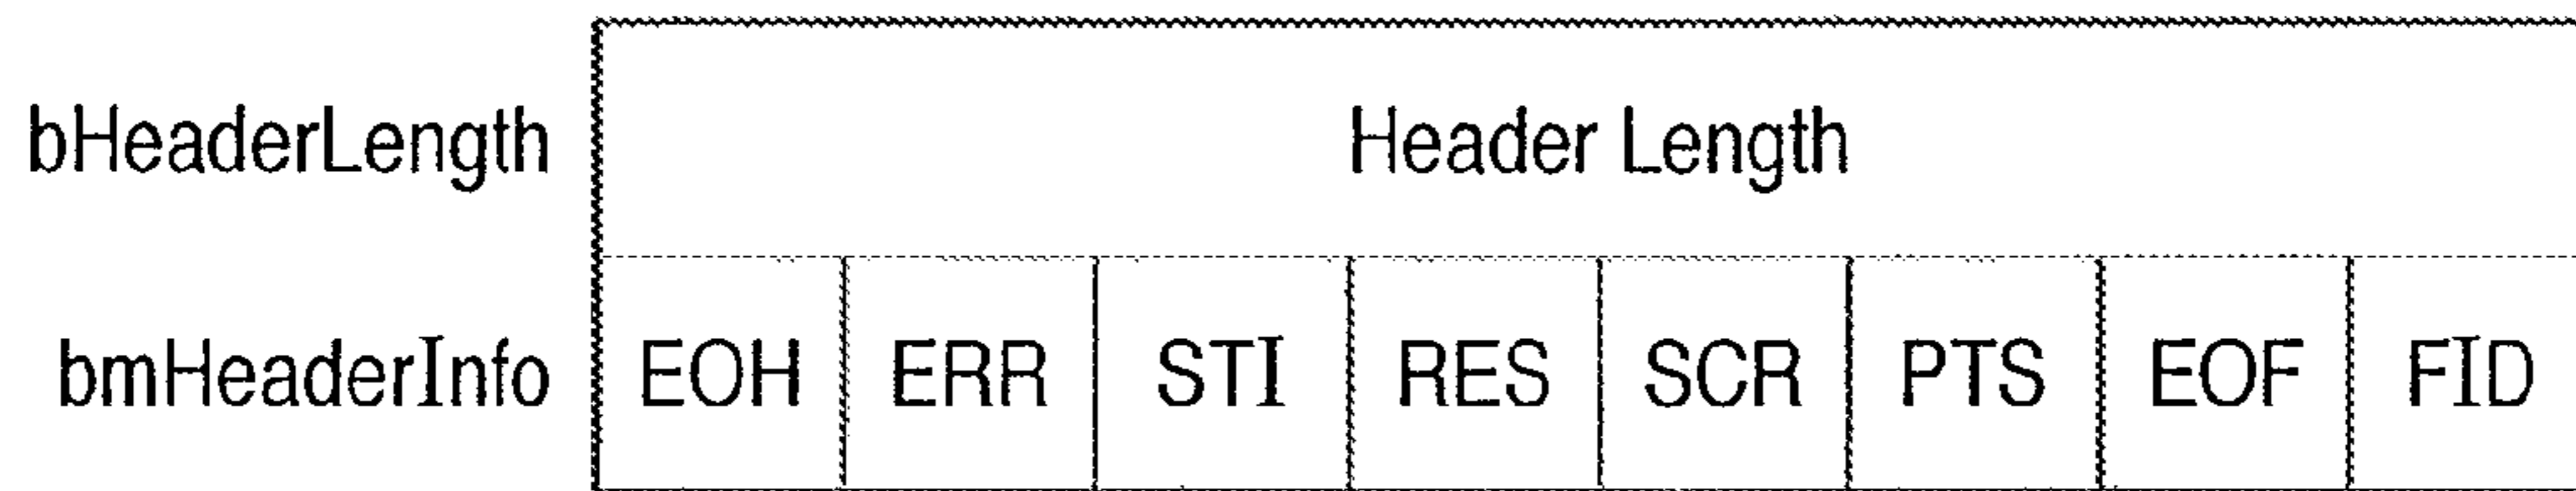 bHeaderLength Header Length
bmHeaderInfo EOH ERR STI RES SCR PTS EOF FID